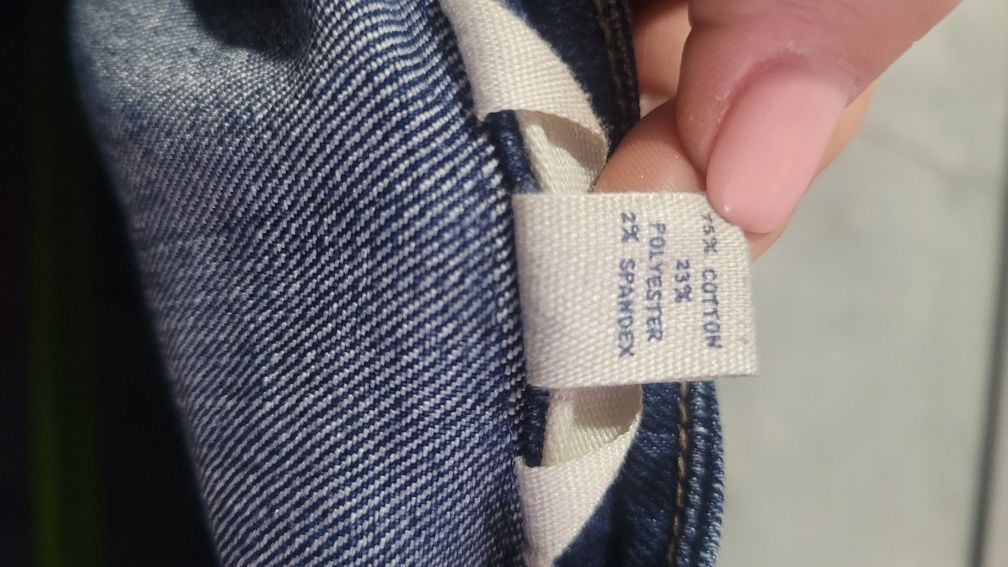 75% COTTON
23%
POLYESTER
2% SPANDEX